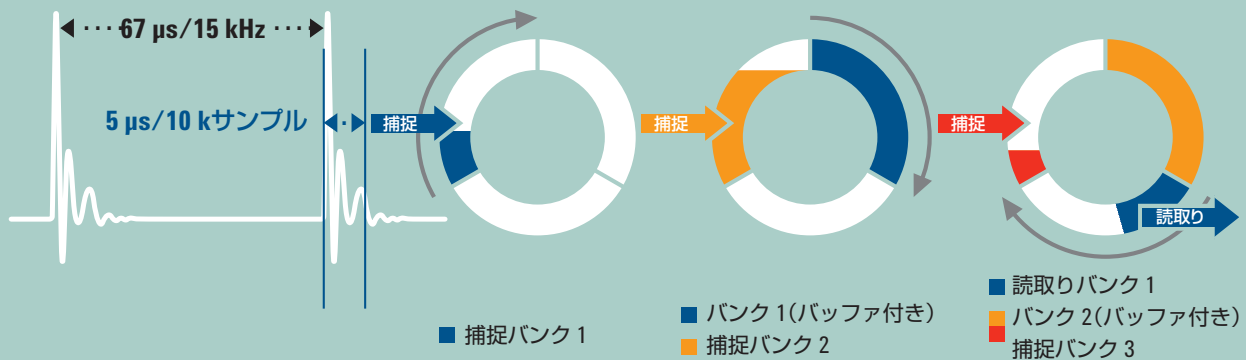 67 µs/15 kHz
5 µs/10 kサンプル
捕捉
捕捉
捕捉
読取り
捕捉バンク 1
バンク 1(バッファ付き)
捕捉バンク 2
読取りバンク 1
バンク 2(バッファ付き)
捕捉バンク 3